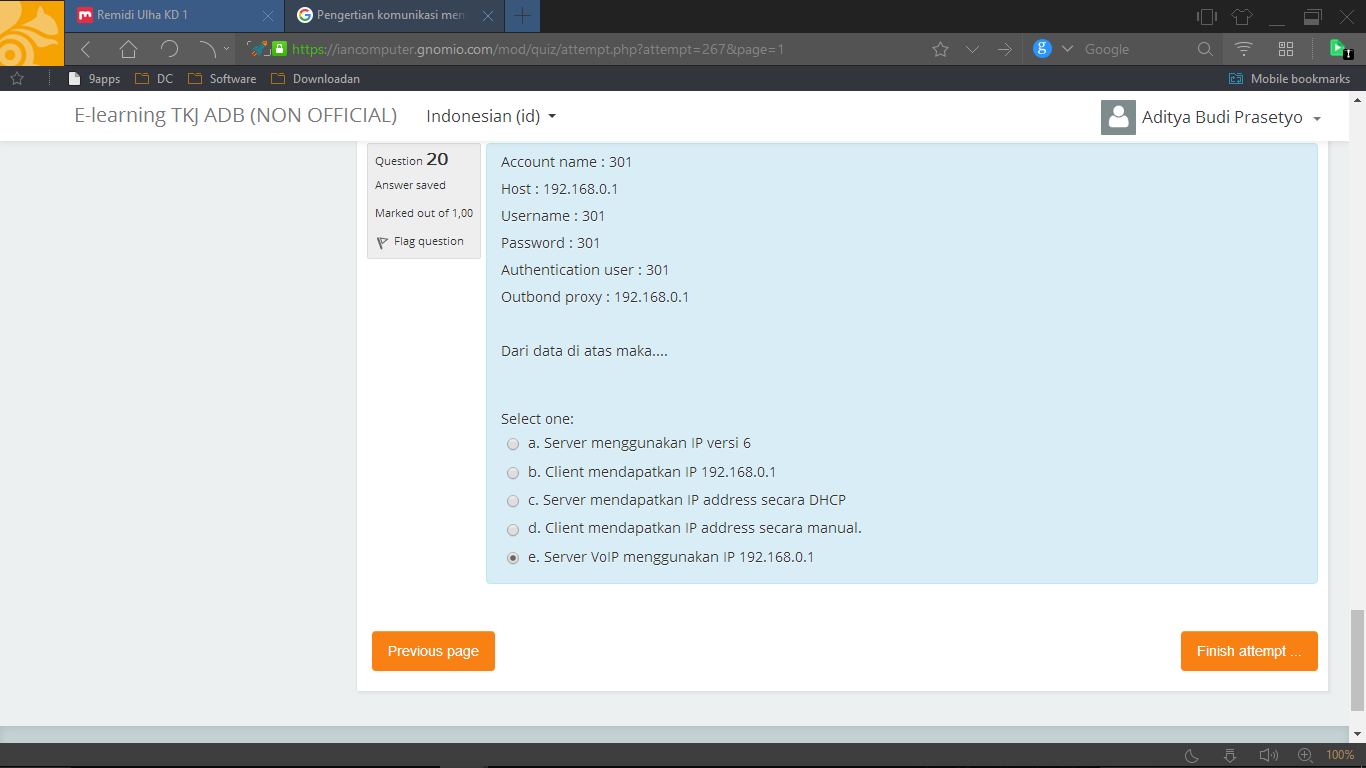 Remidi Ulha KD 1
Pengertian komunikasi men
https://iancomputer.gnomio.com/mod/quiz/attempt.php?attempt=267&page=1
Google
9apps
DC
Software
Downloadan
Mobile bookmarks
E-learning TKJ ADB (NON OFFICIAL)
Indonesian (id)
Aditya Budi Prasetyo
Question 20
Answer saved
Marked out of 1,00
Flag question
Account name : 301
Host : 192.168.0.1
Username : 301
Password : 301
Authentication user : 301
Outbond proxy : 192.168.0.1
Dari data di atas maka....
Select one:
a. Server menggunakan IP versi 6
b. Client mendapatkan IP 192.168.0.1
c. Server mendapatkan IP address secara DHCP
d. Client mendapatkan IP address secara manual.
e. Server VoIP menggunakan IP 192.168.0.1
Previous page
Finish attempt ...
100%